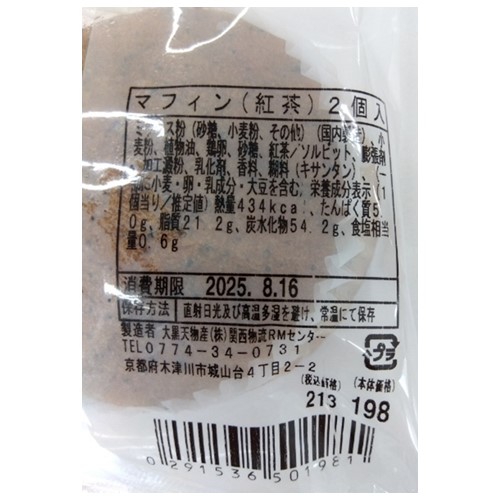 マフィン(紅茶)2個入
ミックス粉(砂糖、小麦粉、その他)(国内製造)、小
麦粉、植物油、鶏卵、砂糖、紅茶/ソルビット、膨張剤
、加工澱粉、乳化剤、香料、糊料(キサンタン)、(一
部に小麦・卵・乳成分・大豆を含む)栄養成分表示(1
個当り/推定値)熱量434kcal、たんぱく質5.
0g、脂質21.2g、炭水化物54.2g、食塩相当
量0.6g
消費期限 2025. 8.16
保存方法 直射日光及び高温多湿を避け、常温にて保存
製造者 大黒天物産(株)関西物流RMセンター
TEL0774-34-0731
京都府木津川市城山台4丁目2-2
プラ
(税込価格) (本体価格)
213 198
0291536501981